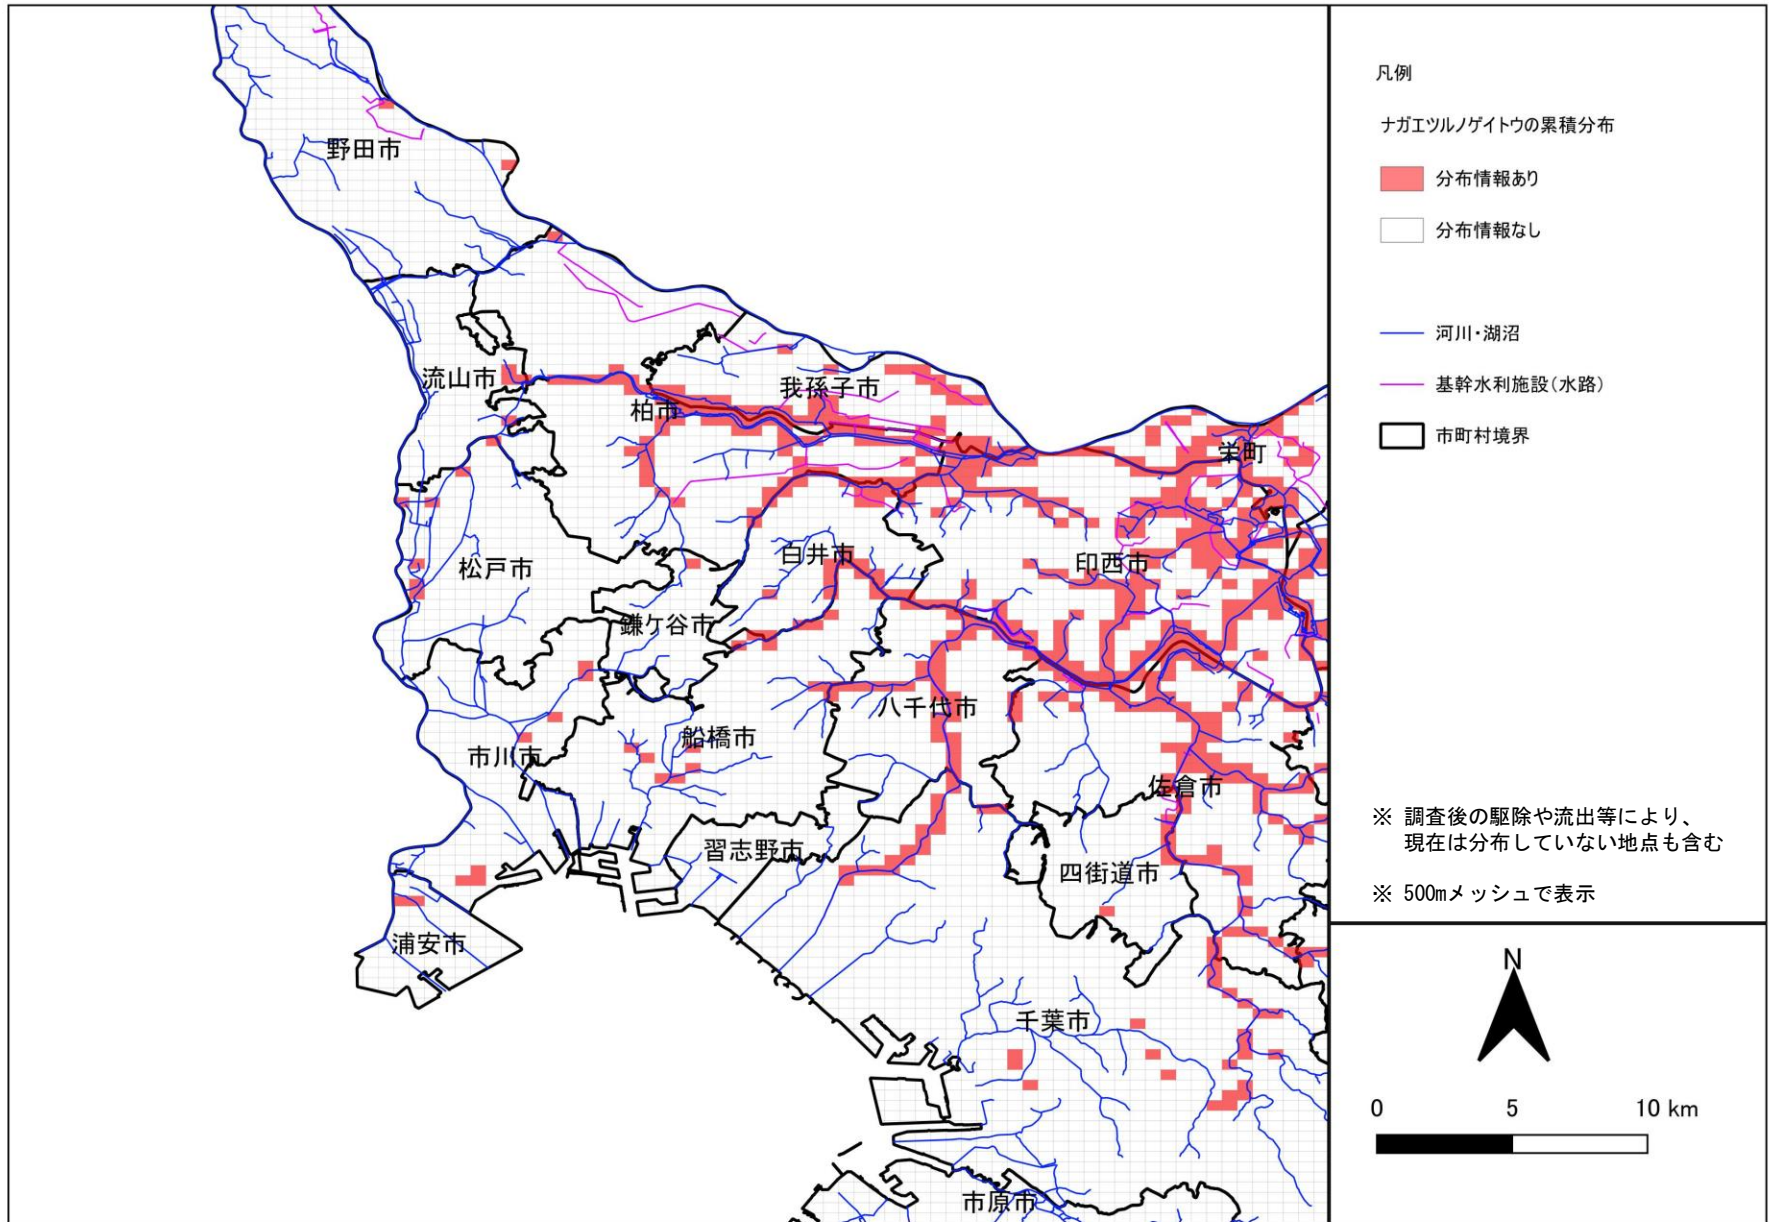 野田市
流山市
柏市
我孫子市
栄町
松戸市
白井市
印西市
鎌ケ谷市
八千代市
船橋市
市川市
佐倉市
習志野市
四街道市
浦安市
千葉市
市原市
凡例
ナガエツルノゲイトウの累積分布
分布情報あり
分布情報なし
河川・湖沼
基幹水利施設(水路)
市町村境界
※ 調査後の駆除や流出等により、
現在は分布していない地点も含む
※ 500mメッシュで表示
N
0 5 10 km